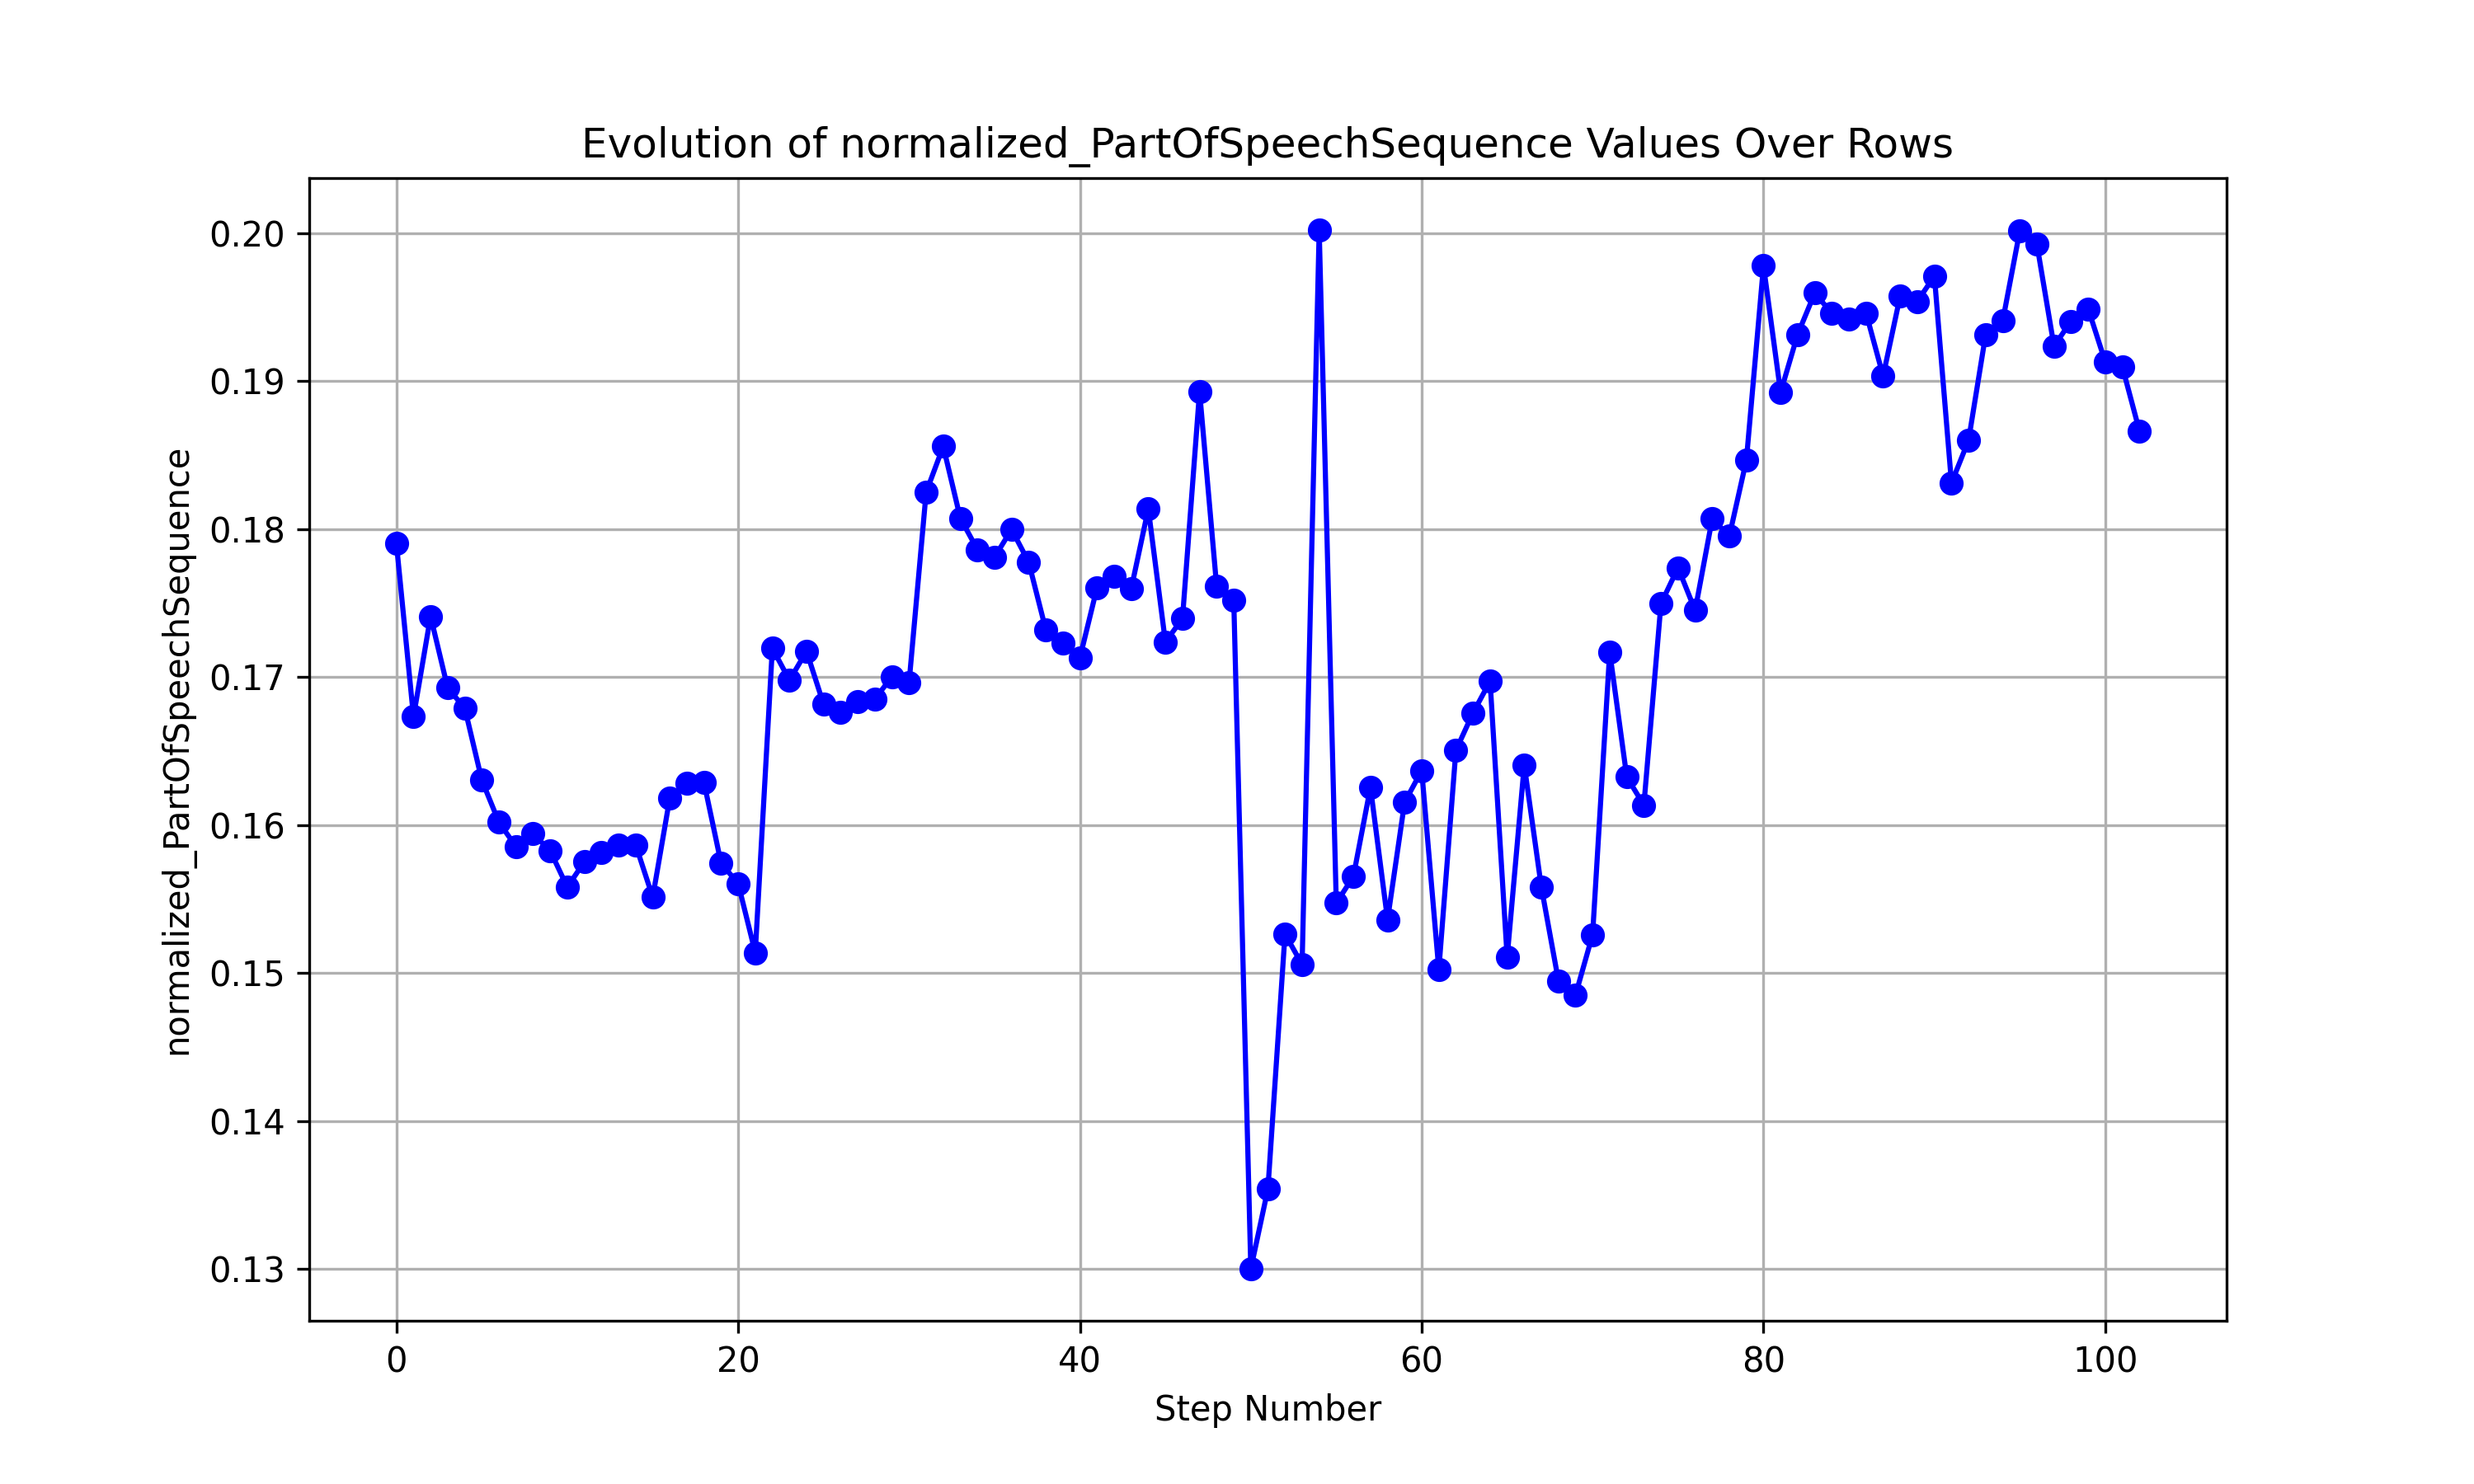 Evolution of normalized_PartOfSpeechSequence Values Over Rows
normalized_PartOfSpeechSequence
0.20
0.19
0.18
0.17
0.16
0.15
0.14
0.13
0 20 40 60 80 100
Step Number